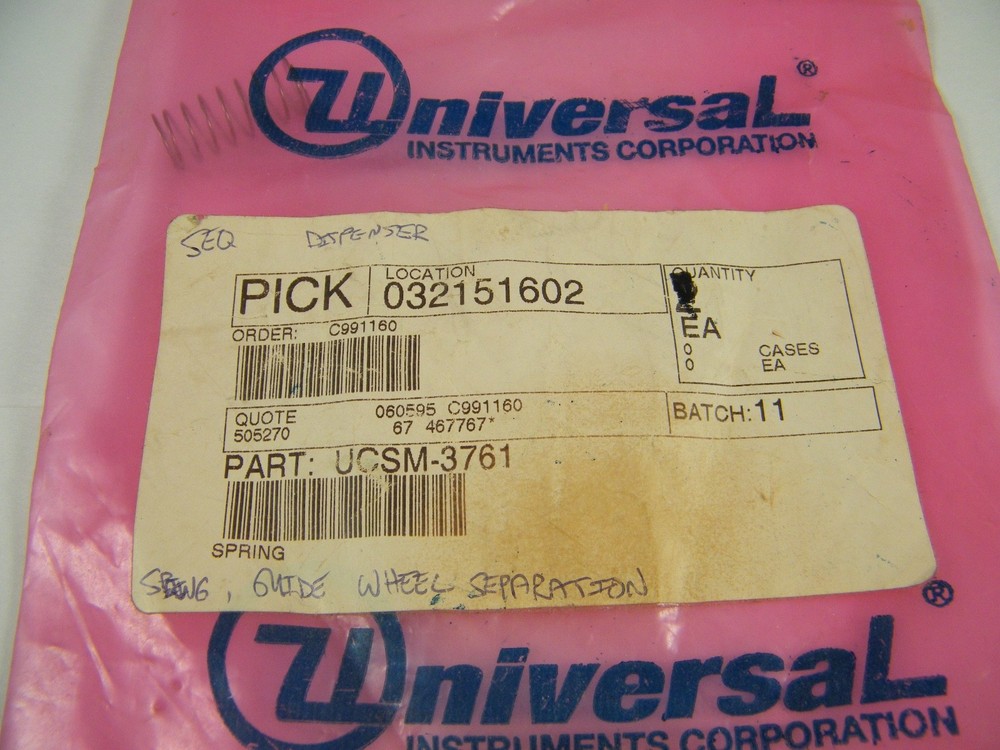 Universal ®
INSTRUMENTS CORPORATION
SEQ DISPENSER
PICK
LOCATION
032151602
QUANTITY
EA
0 CASES
0 EA
ORDER: C991160
QUOTE 060595 C991160
505270 67 467767*
BATCH: 11
PART: UCSM-3761
SPRING
GUIDE WHEEL SEPARATION
Universal ®
INSTRUMENTS CORPORATION